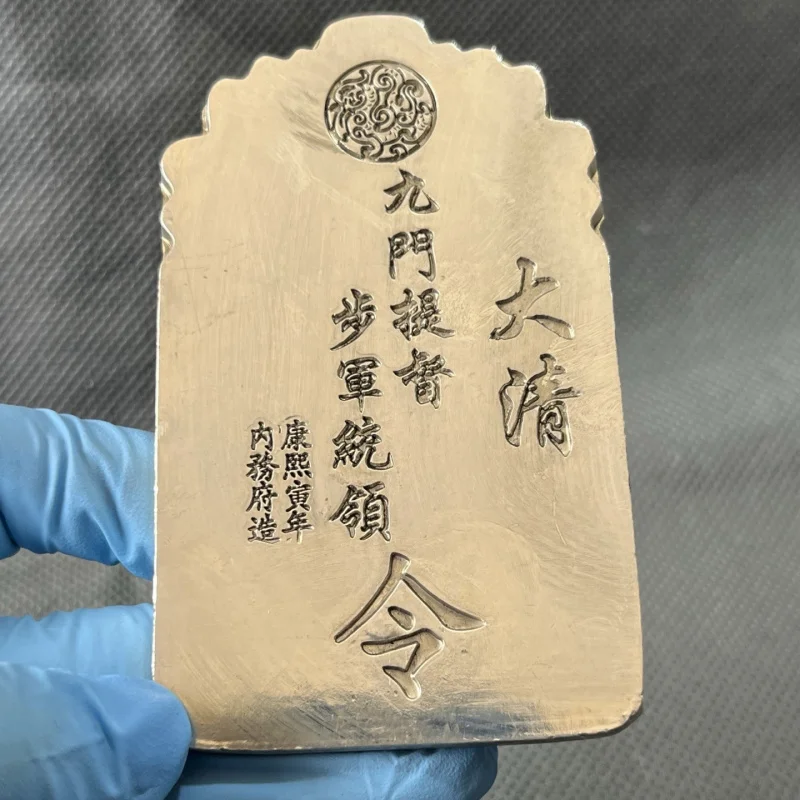 大清
九門提督
步軍統領
令
康熙寅年
内務府造